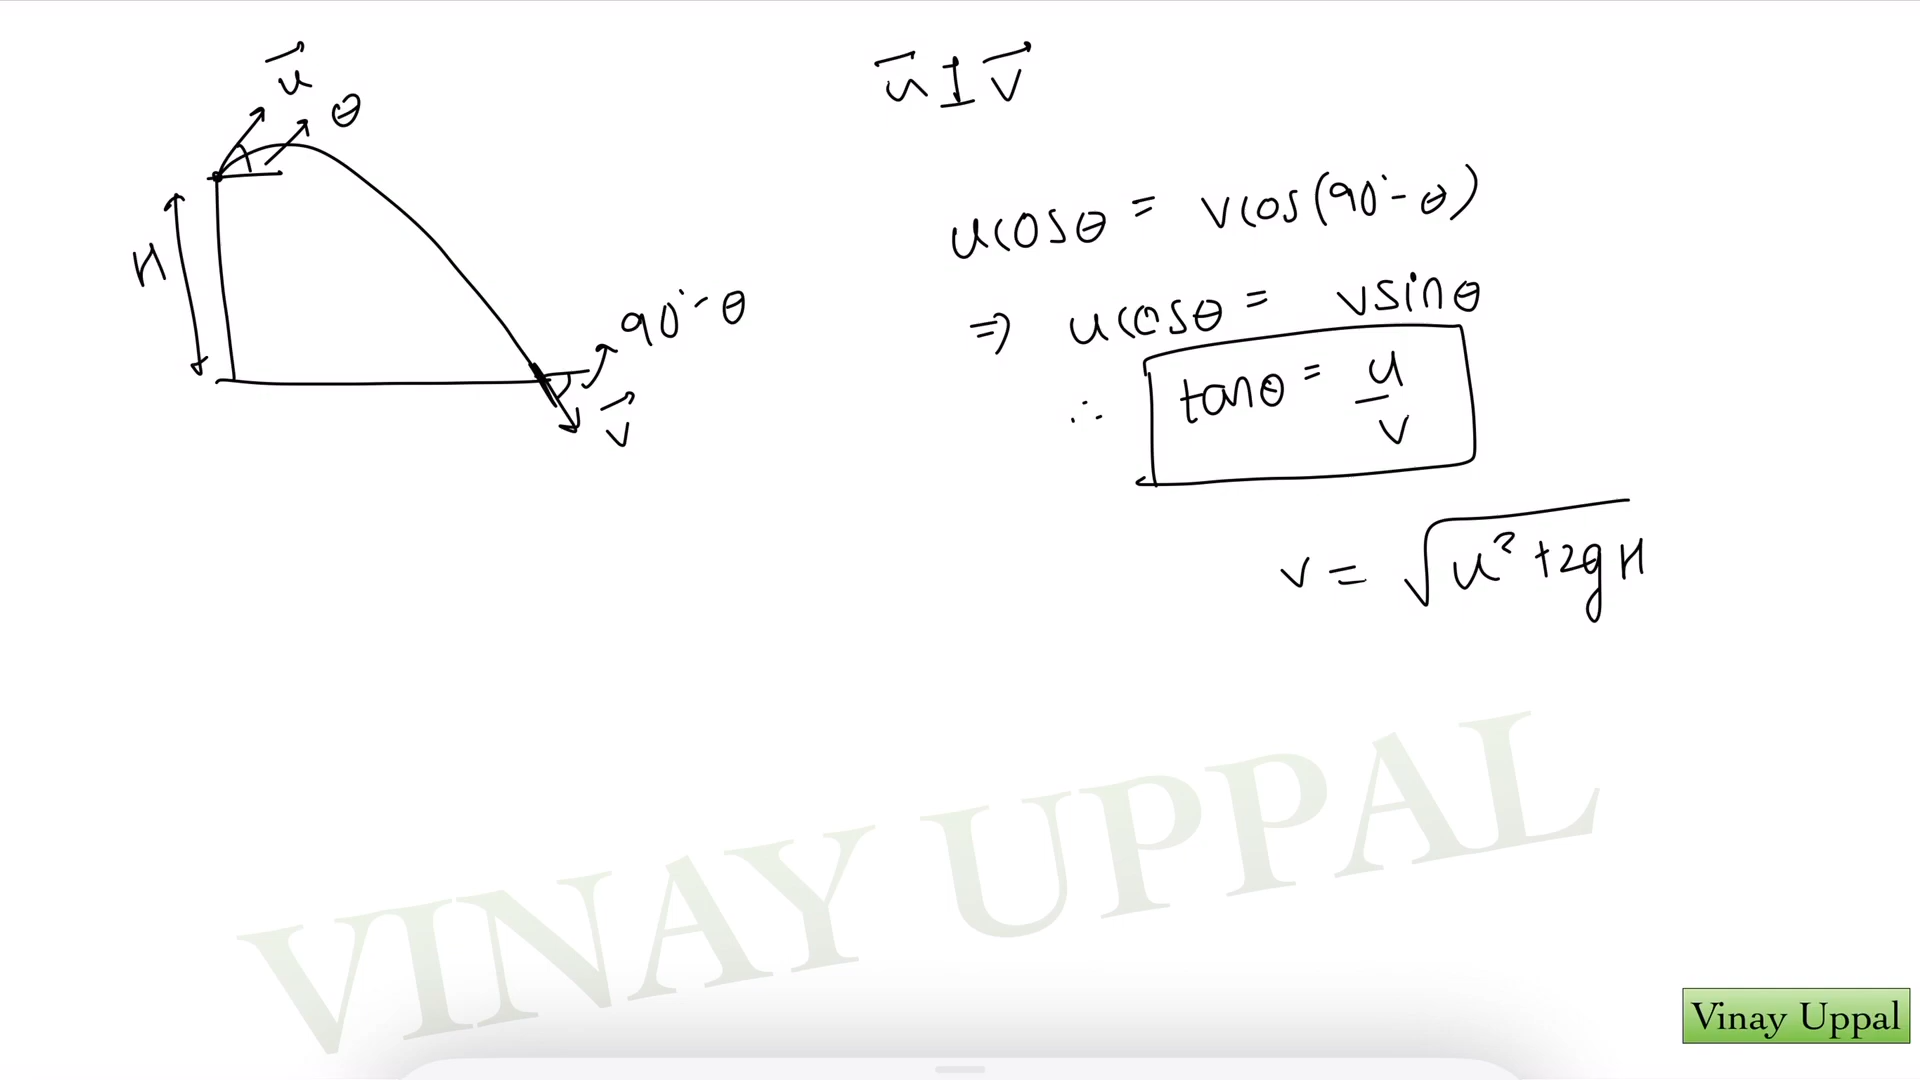 u⃗ θ
H
90° - θ
v⃗
u⃗ ⊥ v⃗
ucosθ = vcos(90° - θ)
⇒ ucosθ = vsinθ
∴ tanθ = u/v
v = √(u² + 2gH)
VINAY UPPAL
Vinay Uppal